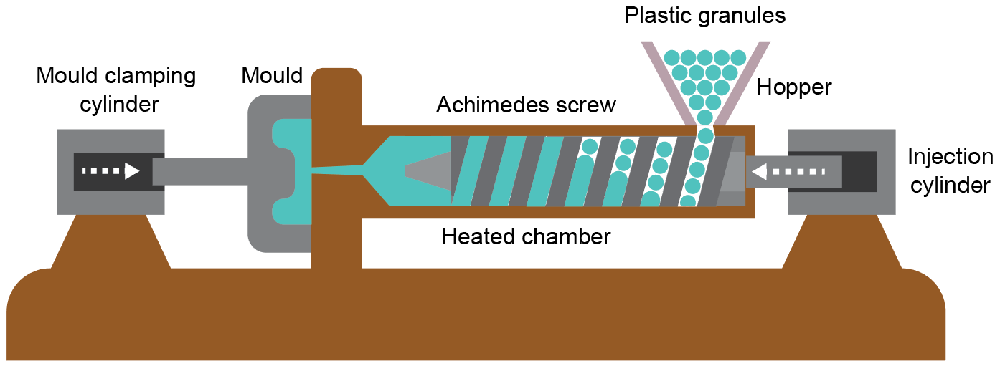 Plastic granules
Mould clamping
cylinder
Mould
Hopper
Achimedes screw
Injection
cylinder
Heated chamber